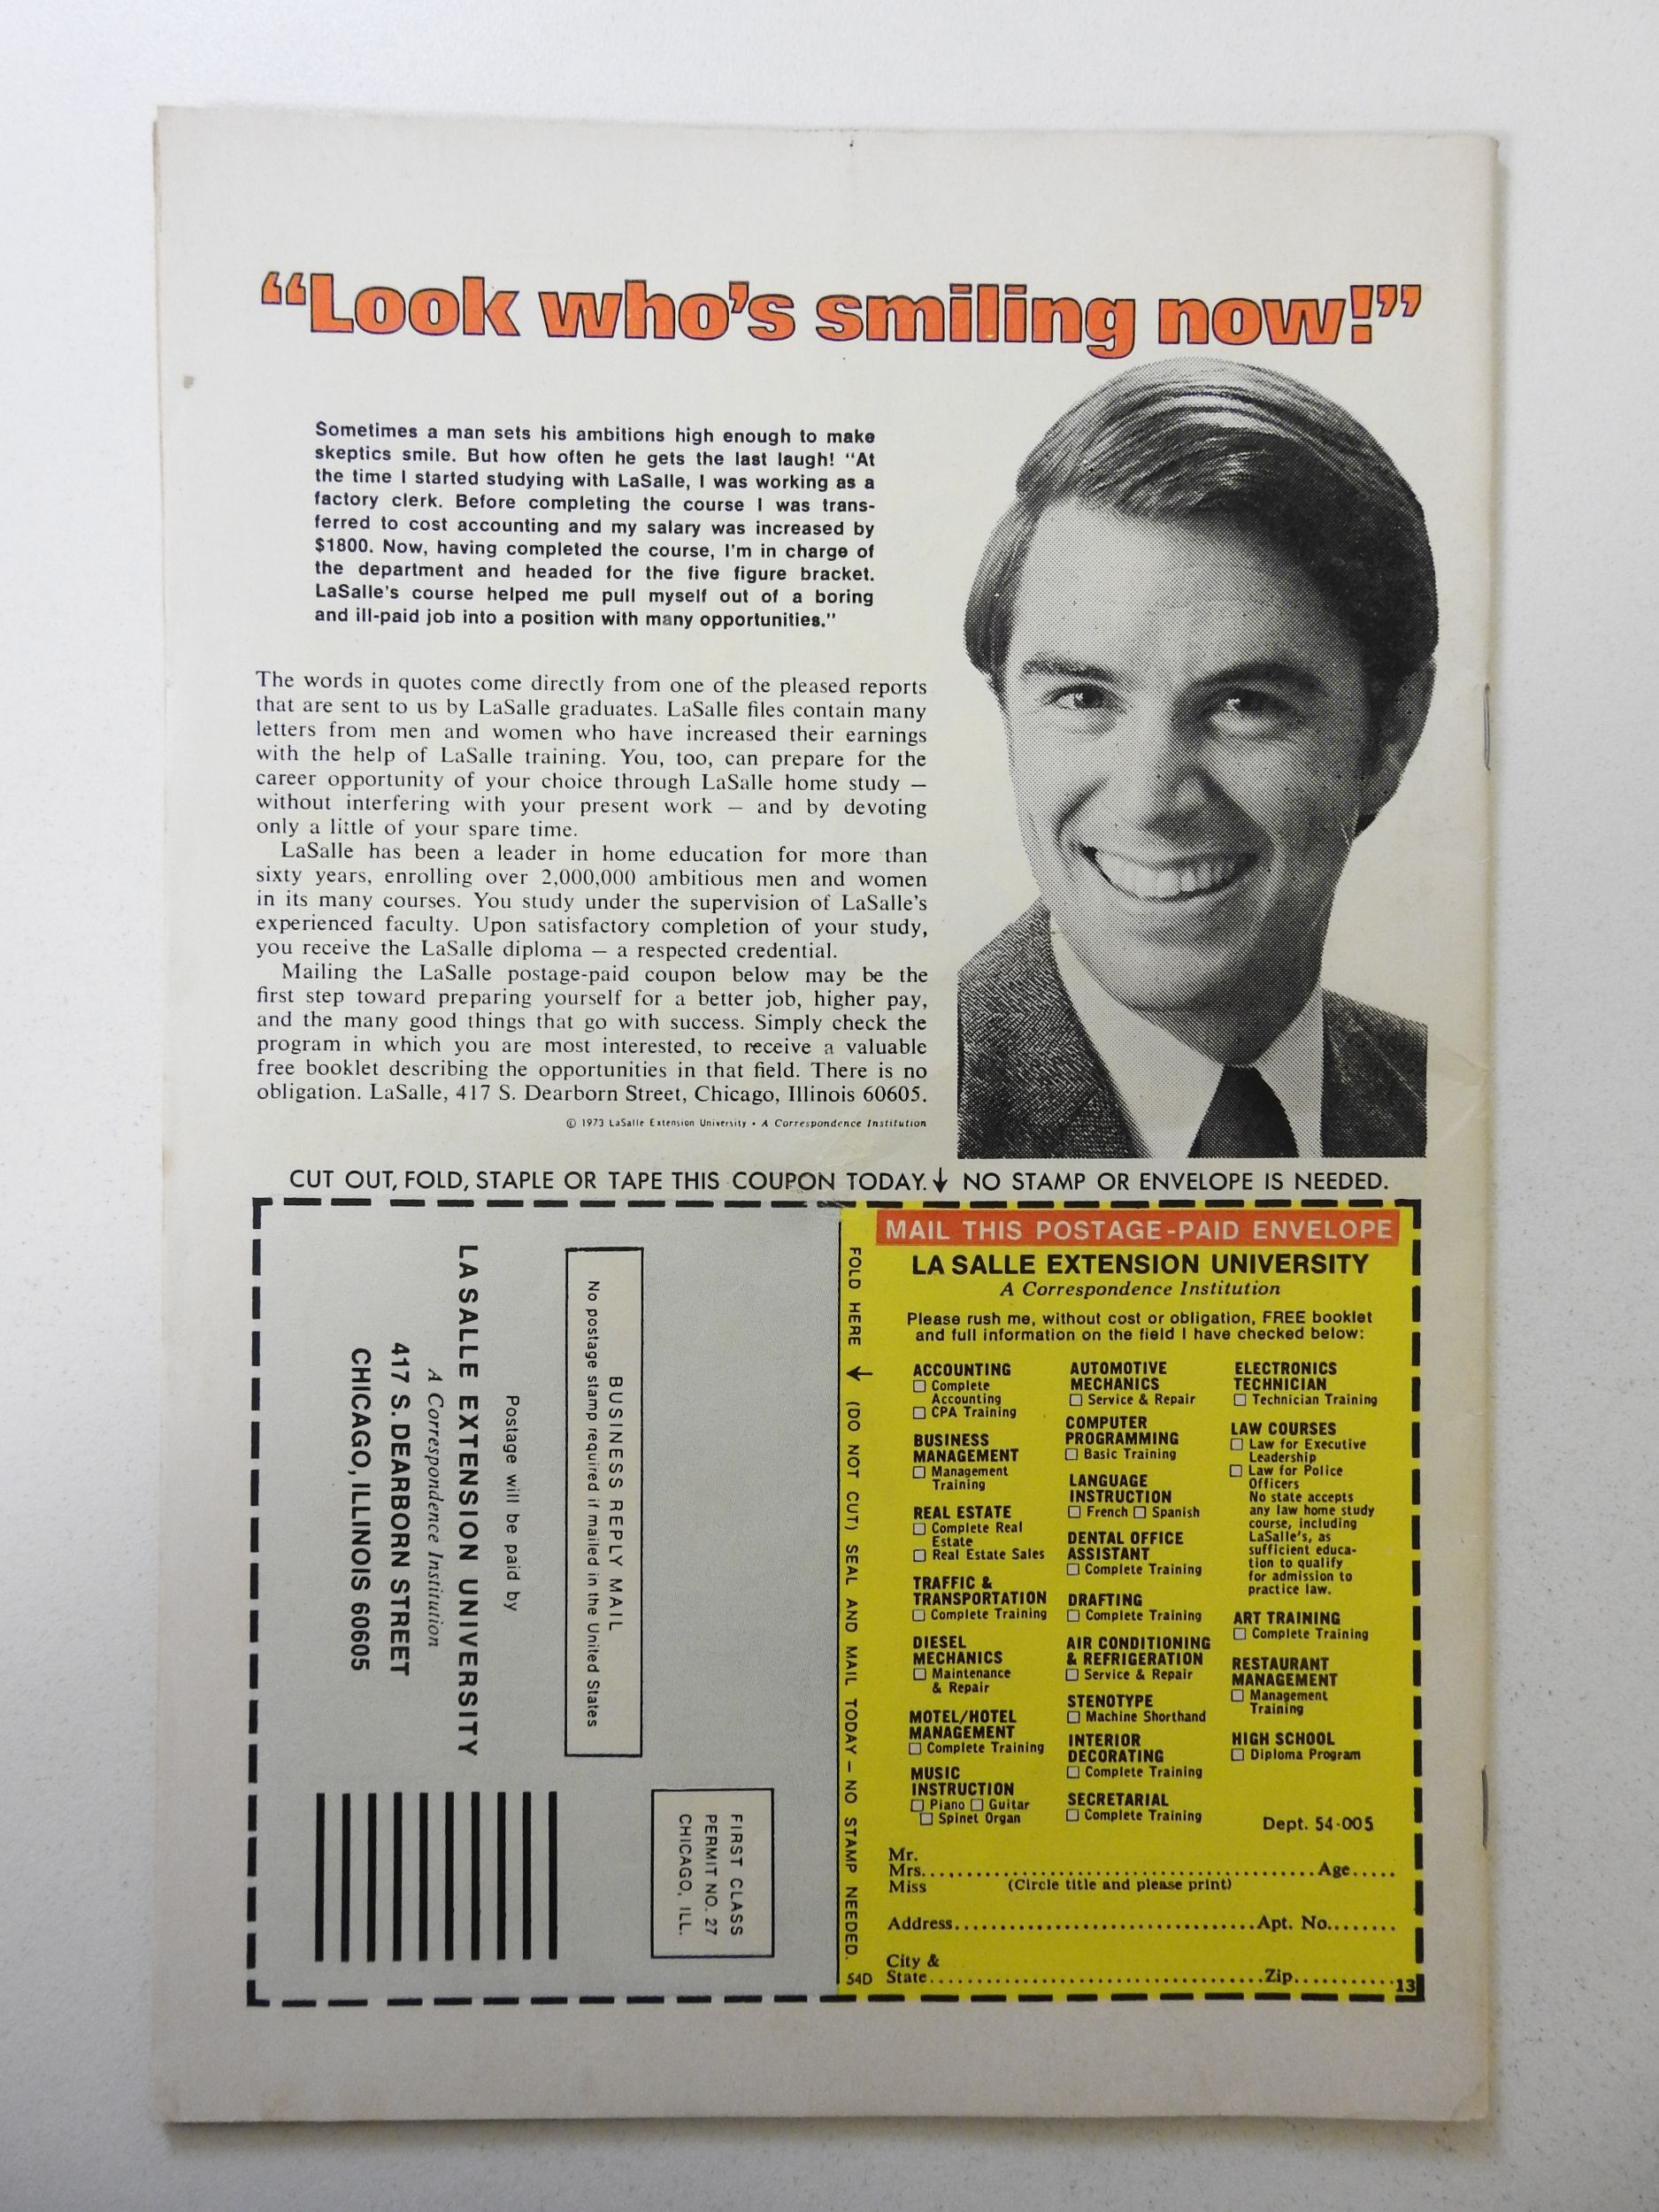 “Look who’s smiling now!”
Sometimes a man sets his ambitions high enough to make
skeptics smile. But how often he gets the last laugh! “At
the time I started studying with LaSalle, I was working as a
factory clerk. Before completing the course I was trans-
ferred to cost accounting and my salary was increased by
$1800. Now, having completed the course, I’m in charge of
the department and headed for the five figure bracket.
LaSalle’s course helped me pull myself out of a boring
and ill-paid job into a position with many opportunities.”
The words in quotes come directly from one of the pleased reports
that are sent to us by LaSalle graduates. LaSalle files contain many
letters from men and women who have increased their earnings
with the help of LaSalle training. You, too, can prepare for the
career opportunity of your choice through LaSalle home study —
without interfering with your present work — and by devoting
only a little of your spare time.
LaSalle has been a leader in home education for more than
sixty years, enrolling over 2,000,000 ambitious men and women
in its many courses. You study under the supervision of LaSalle’s
experienced faculty. Upon satisfactory completion of your study,
you receive the LaSalle diploma — a respected credential.
Mailing the LaSalle postage-paid coupon below may be the
first step toward preparing yourself for a better job, higher pay,
and the many good things that go with success. Simply check the
program in which you are most interested, to receive a valuable
free booklet describing the opportunities in that field. There is no
obligation. LaSalle, 417 S. Dearborn Street, Chicago, Illinois 60605.
© 1973 LaSalle Extension University • A Correspondence Institution
CUT OUT, FOLD, STAPLE OR TAPE THIS COUPON TODAY. ↓ NO STAMP OR ENVELOPE IS NEEDED.
FIRST CLASS
PERMIT NO. 27
CHICAGO, ILL.
BUSINESS REPLY MAIL
No postage stamp required if mailed in the United States
Postage will be paid by
LA SALLE EXTENSION UNIVERSITY
A Correspondence Institution
417 S. DEARBORN STREET
CHICAGO, ILLINOIS 60605
FOLD HERE ↓ (DO NOT CUT) SEAL AND MAIL TODAY — NO STAMP NEEDED.
54D
MAIL THIS POSTAGE-PAID ENVELOPE
LA SALLE EXTENSION UNIVERSITY
A Correspondence Institution
Please rush me, without cost or obligation, FREE booklet
and full information on the field I have checked below:
ACCOUNTING
☐ Complete
Accounting
☐ CPA Training
BUSINESS
MANAGEMENT
☐ Management
Training
REAL ESTATE
☐ Complete Real
Estate
☐ Real Estate Sales
TRAFFIC &
TRANSPORTATION
☐ Complete Training
DIESEL
MECHANICS
☐ Maintenance
& Repair
MOTEL/HOTEL
MANAGEMENT
☐ Complete Training
MUSIC
INSTRUCTION
☐ Piano ☐ Guitar
☐ Spinet Organ
AUTOMOTIVE
MECHANICS
☐ Service & Repair
COMPUTER
PROGRAMMING
☐ Basic Training
LANGUAGE
INSTRUCTION
☐ French ☐ Spanish
DENTAL OFFICE
ASSISTANT
☐ Complete Training
DRAFTING
☐ Complete Training
AIR CONDITIONING
& REFRIGERATION
☐ Service & Repair
STENOTYPE
☐ Machine Shorthand
INTERIOR
DECORATING
☐ Complete Training
SECRETARIAL
☐ Complete Training
ELECTRONICS
TECHNICIAN
☐ Technician Training
LAW COURSES
☐ Law for Executive
Leadership
☐ Law for Police
Officers
No state accepts
any law home study
course, including
LaSalle’s, as
sufficient educa-
tion to qualify
for admission to
practice law.
ART TRAINING
☐ Complete Training
RESTAURANT
MANAGEMENT
☐ Management
Training
HIGH SCHOOL
☐ Diploma Program
Dept. 54-005
Mr.
Mrs. Age
Miss (Circle title and please print)
Address Apt. No.
City &
State Zip 13